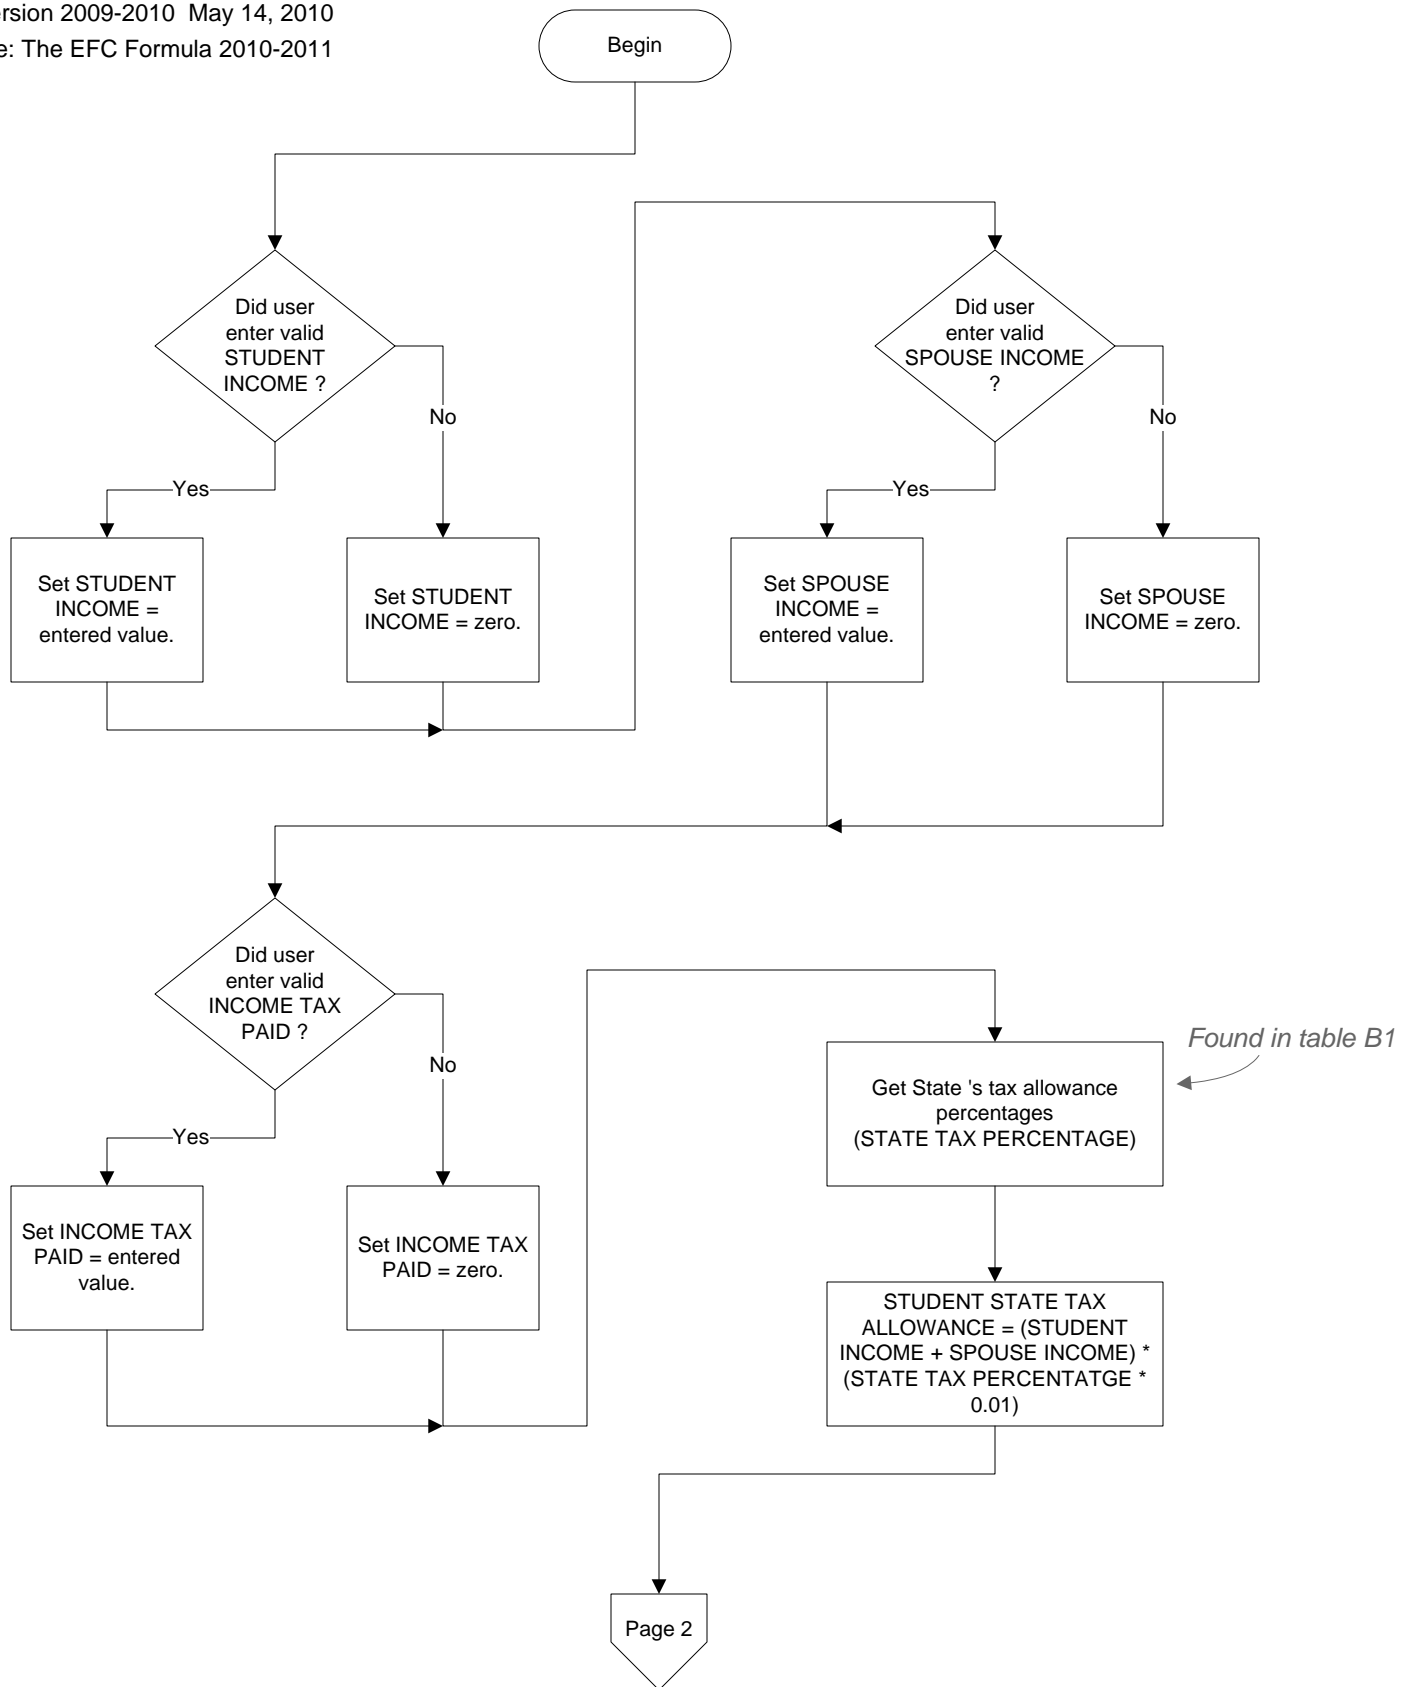 2009-2010 May 14, 2010
The EFC Formula 2010-2011
Begin
Did user
enter valid
STUDENT
INCOME ?
No
Yes
Set STUDENT
INCOME =
entered value.
Set STUDENT
INCOME = zero.
Did user
enter valid
SPOUSE INCOME
?
No
Yes
Set SPOUSE
INCOME =
entered value.
Set SPOUSE
INCOME = zero.
Did user
enter valid
INCOME TAX
PAID ?
No
Yes
Set INCOME TAX
PAID = entered
value.
Set INCOME TAX
PAID = zero.
Found in table B1
Get State 's tax allowance
percentages
(STATE TAX PERCENTAGE)
STUDENT STATE TAX
ALLOWANCE = (STUDENT
INCOME + SPOUSE INCOME) *
(STATE TAX PERCENTATGE *
0.01)
Page 2